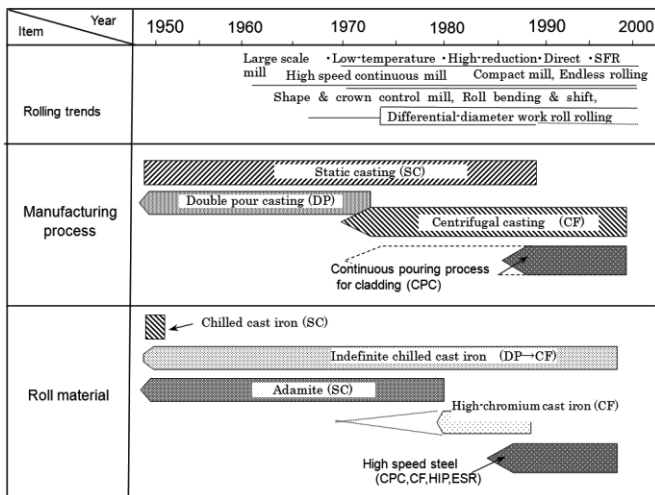 Year
Item
1950 1960 1970 1980 1990 2000
Rolling trends
Large scale mill
・Low-temperature ・High-reduction・Direct ・SFR
High speed continuous mill
Compact mill, Endless rolling
Shape & crown control mill, Roll bending & shift,
Differential-diameter work roll rolling
Manufacturing process
Static casting (SC)
Double pour casting (DP)
Centrifugal casting (CF)
Continuous pouring process
for cladding (CPC)
Roll material
Chilled cast iron (SC)
Indefinite chilled cast iron (DP→CF)
Adamite (SC)
High-chromium cast iron (CF)
High speed steel
(CPC,CF,HIP,ESR)